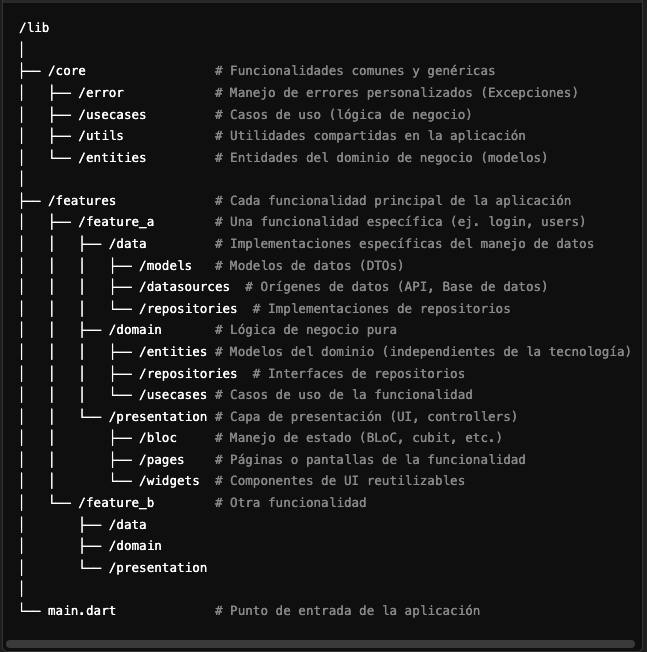 /lib
│
├── /core                 # Funcionalidades comunes y genéricas
│   ├── /error            # Manejo de errores personalizados (Excepciones)
│   ├── /usecases         # Casos de uso (lógica de negocio)
│   ├── /utils            # Utilidades compartidas en la aplicación
│   └── /entities         # Entidades del dominio de negocio (modelos)
│
├── /features             # Cada funcionalidad principal de la aplicación
│   ├── /feature_a        # Una funcionalidad específica (ej. login, users)
│   │   ├── /data         # Implementaciones específicas del manejo de datos
│   │   │   ├── /models   # Modelos de datos (DTOs)
│   │   │   ├── /datasources  # Orígenes de datos (API, Base de datos)
│   │   │   └── /repositories  # Implementaciones de repositorios
│   │   ├── /domain       # Lógica de negocio pura
│   │   │   ├── /entities # Modelos del dominio (independientes de la tecnología)
│   │   │   ├── /repositories  # Interfaces de repositorios
│   │   │   └── /usecases # Casos de uso de la funcionalidad
│   │   └── /presentation # Capa de presentación (UI, controllers)
│   │       ├── /bloc     # Manejo de estado (BLoC, cubit, etc.)
│   │       ├── /pages    # Páginas o pantallas de la funcionalidad
│   │       └── /widgets  # Componentes de UI reutilizables
│   └── /feature_b        # Otra funcionalidad
│       ├── /data
│       ├── /domain
│       └── /presentation
│
└── main.dart             # Punto de entrada de la aplicación